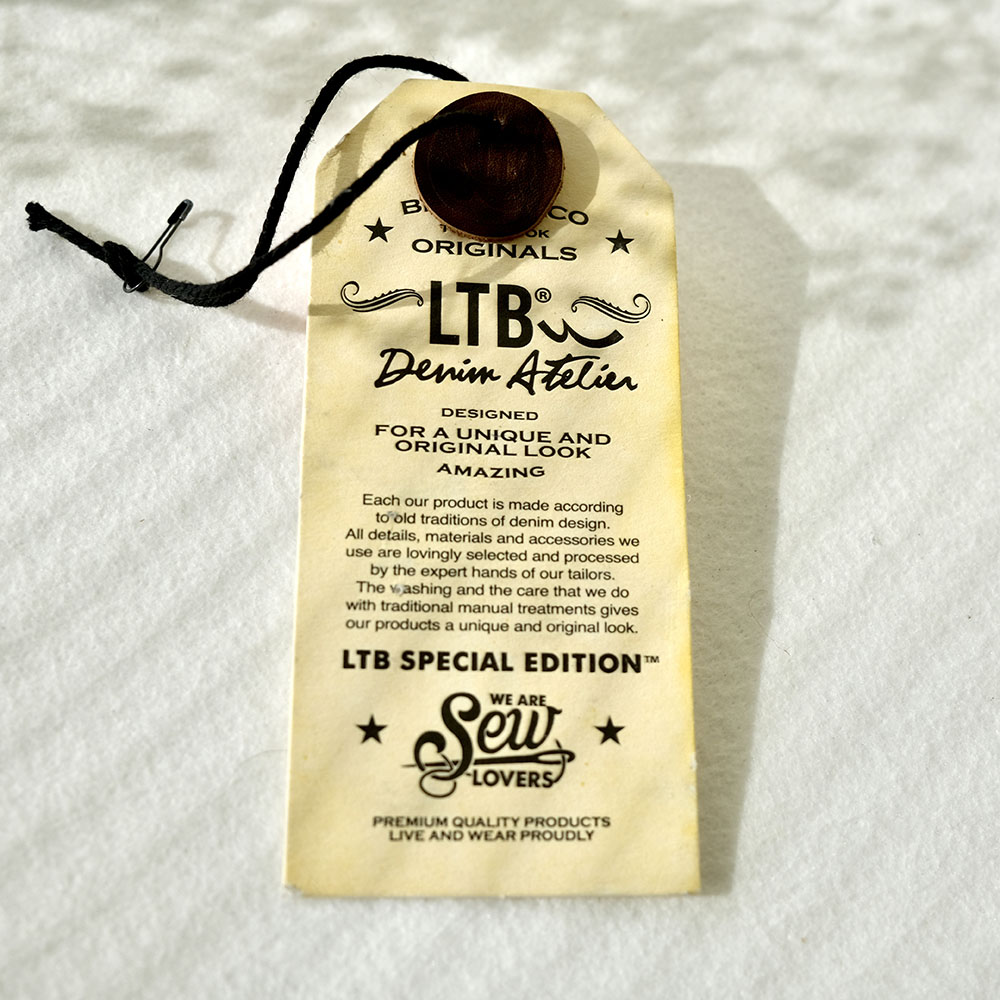 CO
ORIGINALS
LTB®
Denim Atelier
DESIGNED
FOR A UNIQUE AND
ORIGINAL LOOK
AMAZING
Each our product is made according
to old traditions of denim design.
All details, materials and accessories we
use are lovingly selected and processed
by the expert hands of our tailors.
The washing and the care that we do
with traditional manual treatments gives
our products a unique and original look.
LTB SPECIAL EDITION™
WE ARE
Sew
LOVERS
PREMIUM QUALITY PRODUCTS
LIVE AND WEAR PROUDLY